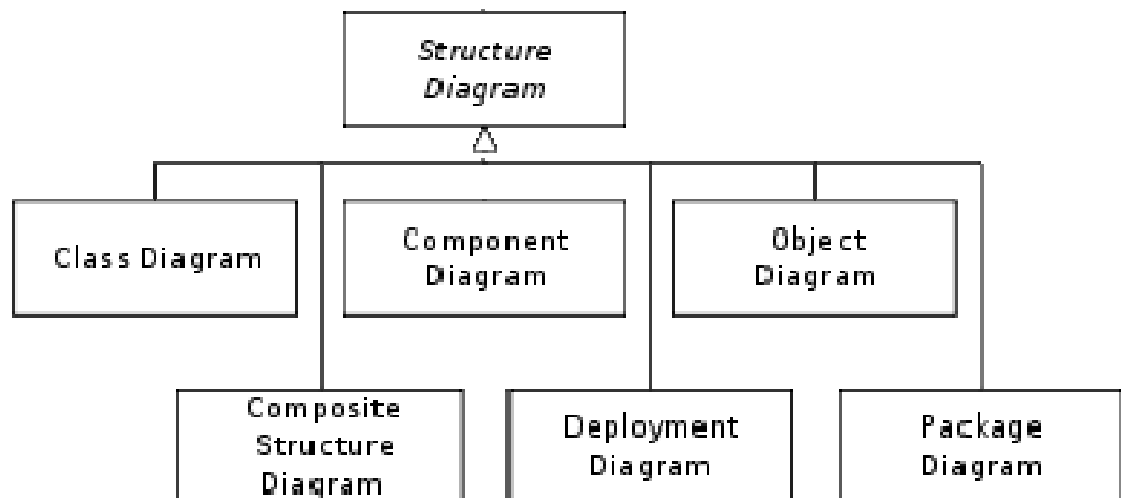 Structure
Diagram
Class Diagram
Component
Diagram
Object
Diagram
Composite
Structure
Diagram
Deployment
Diagram
Package
Diagram